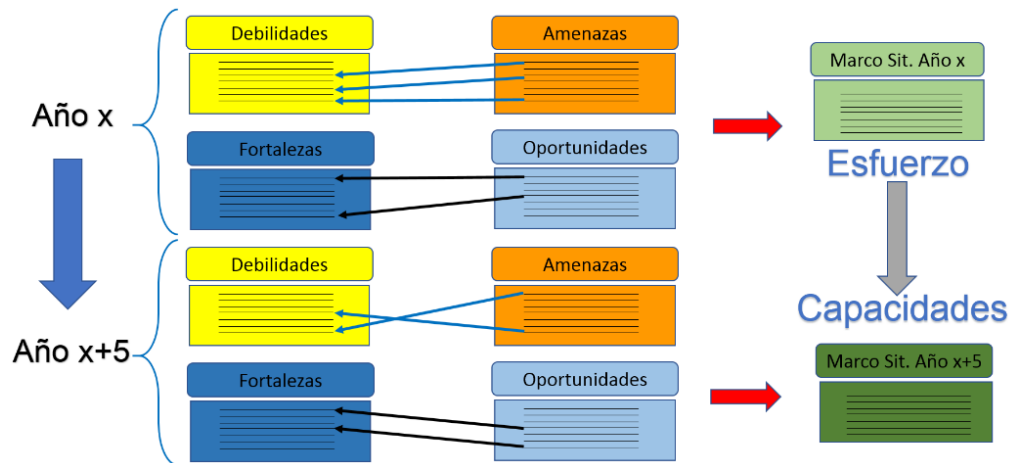 Debilidades
Amenazas
Marco Sit. Año x
Año x
Fortalezas
Oportunidades
Esfuerzo
Debilidades
Amenazas
Capacidades
Año x+5
Fortalezas
Oportunidades
Marco Sit. Año x+5